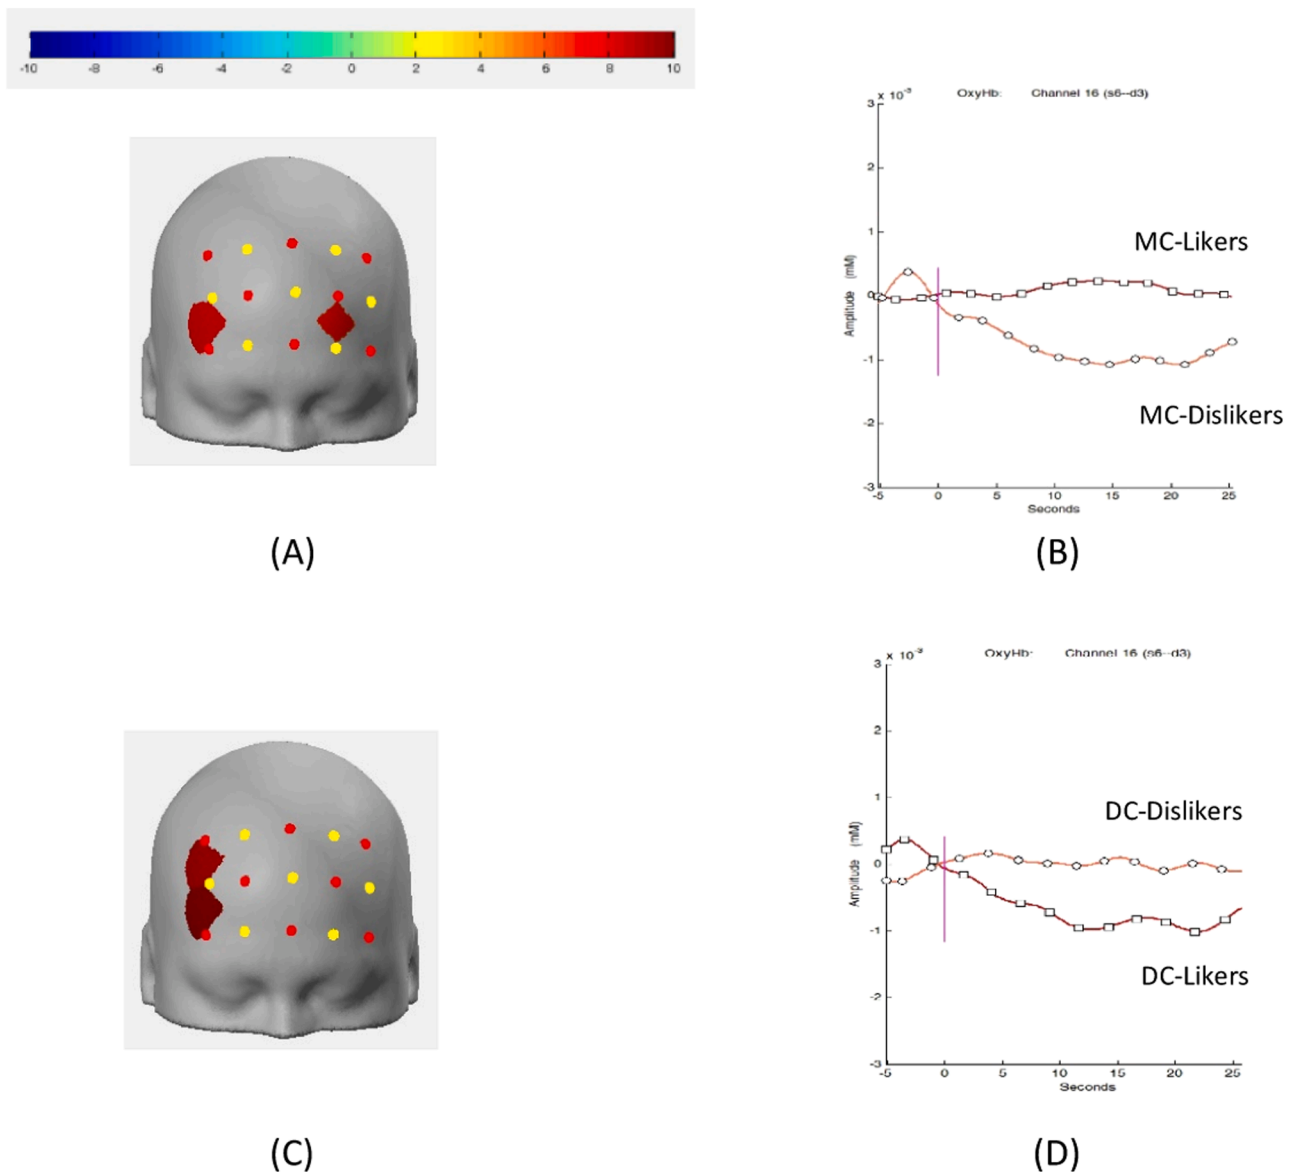 -10 -8 -6 -4 -2 0 2 4 6 8 10
x 10⁻³ OxyHb: Channel 16 (s6--d3)
3
2
1
0
-1
-2
-3
Amplitude (mM)
MC-Likers
MC-Dislikers
-5 0 5 10 15 20 25
Seconds
(A)
(B)
x 10⁻³ OxyHb: Channel 16 (s6--d3)
3
2
1
0
-1
-2
-3
Amplitude (mM)
DC-Dislikers
DC-Likers
-5 0 5 10 15 20 25
Seconds
(C)
(D)